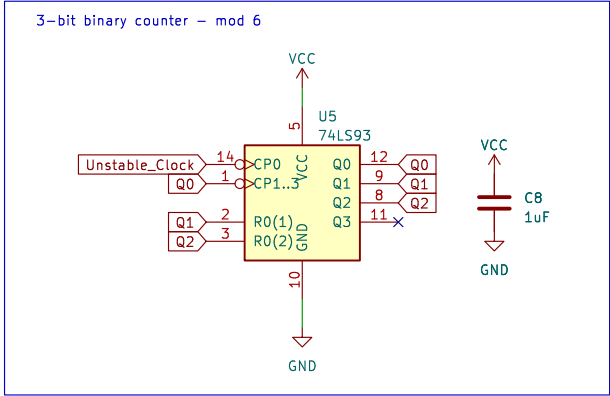 3-bit binary counter - mod 6
VCC
U5
74LS93
5
VCC
Unstable_Clock 14 CP0 Q0 12 Q0
Q0 1 CP1..3 Q1 9 Q1
Q2 8 Q2
Q1 2 R0(1) Q3 11
Q2 3 R0(2)
GND
10
GND
VCC
C8
1uF
GND